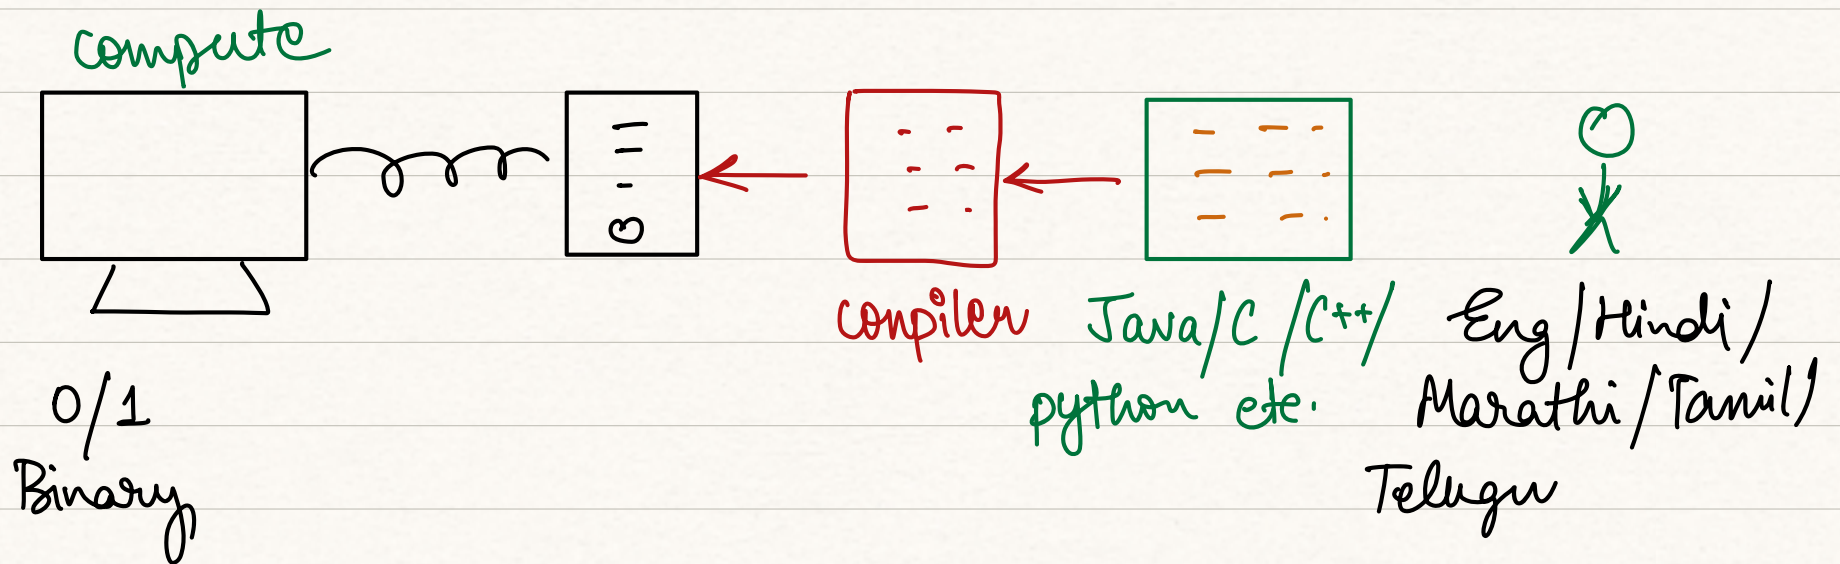 compute
compiler
Java/C/C++/
python etc.
Eng/Hindi/
Marathi/Tamil/
Telugu
0/1
Binary